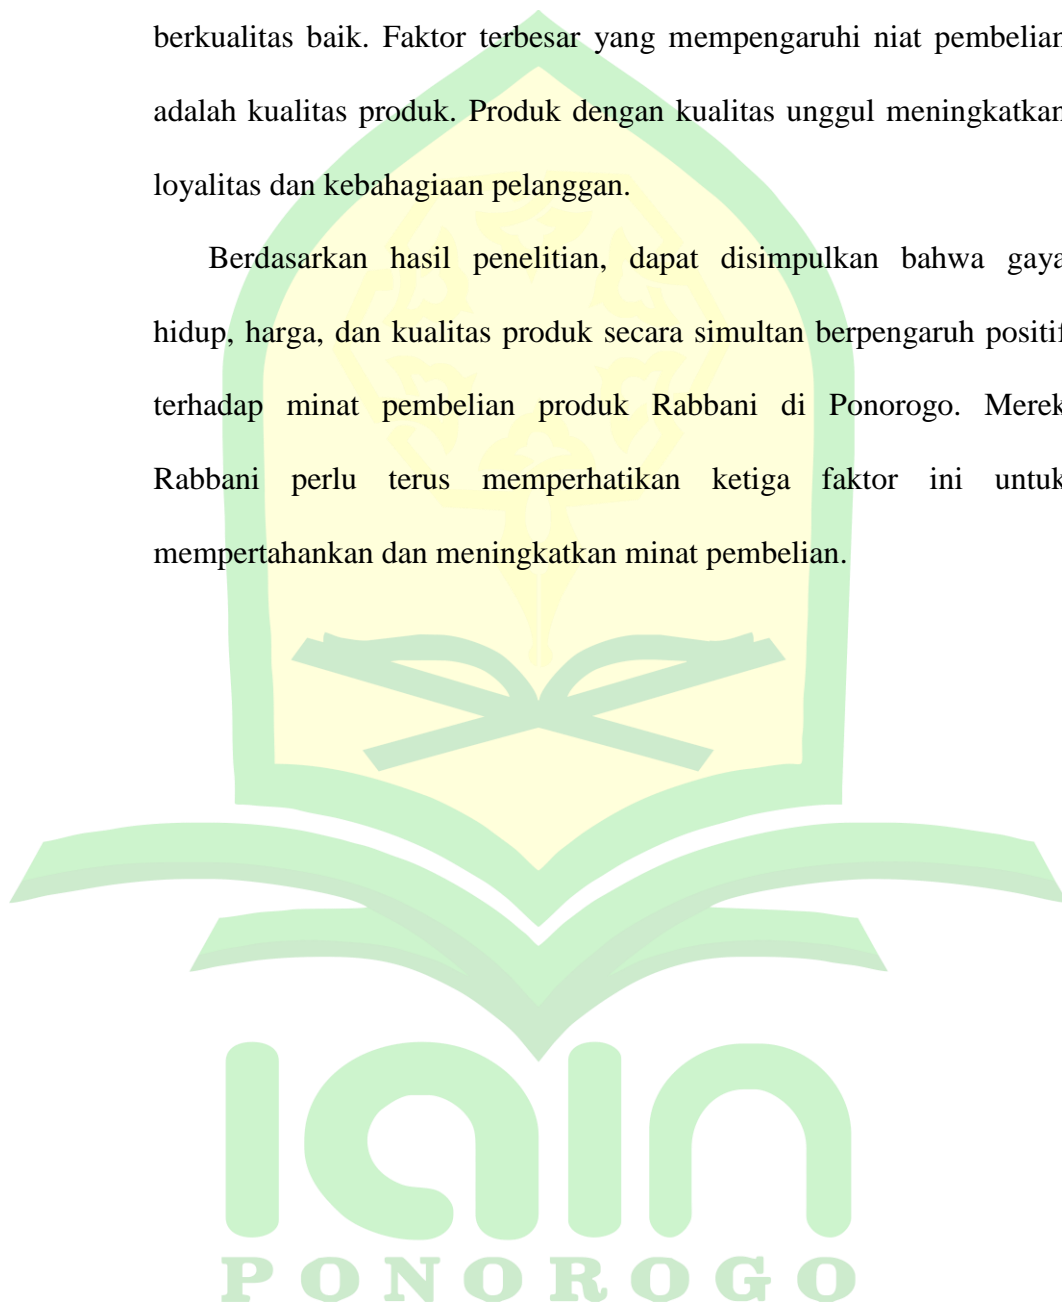 berkualitas baik. Faktor terbesar yang mempengaruhi niat pembelian
adalah kualitas produk. Produk dengan kualitas unggul meningkatkan
loyalitas dan kebahagiaan pelanggan.
Berdasarkan hasil penelitian, dapat disimpulkan bahwa gaya
hidup, harga, dan kualitas produk secara simultan berpengaruh positif
terhadap minat pembelian produk Rabbani di Ponorogo. Merek
Rabbani perlu terus memperhatikan ketiga faktor ini untuk
mempertahankan dan meningkatkan minat pembelian.
iain
PONOROGO